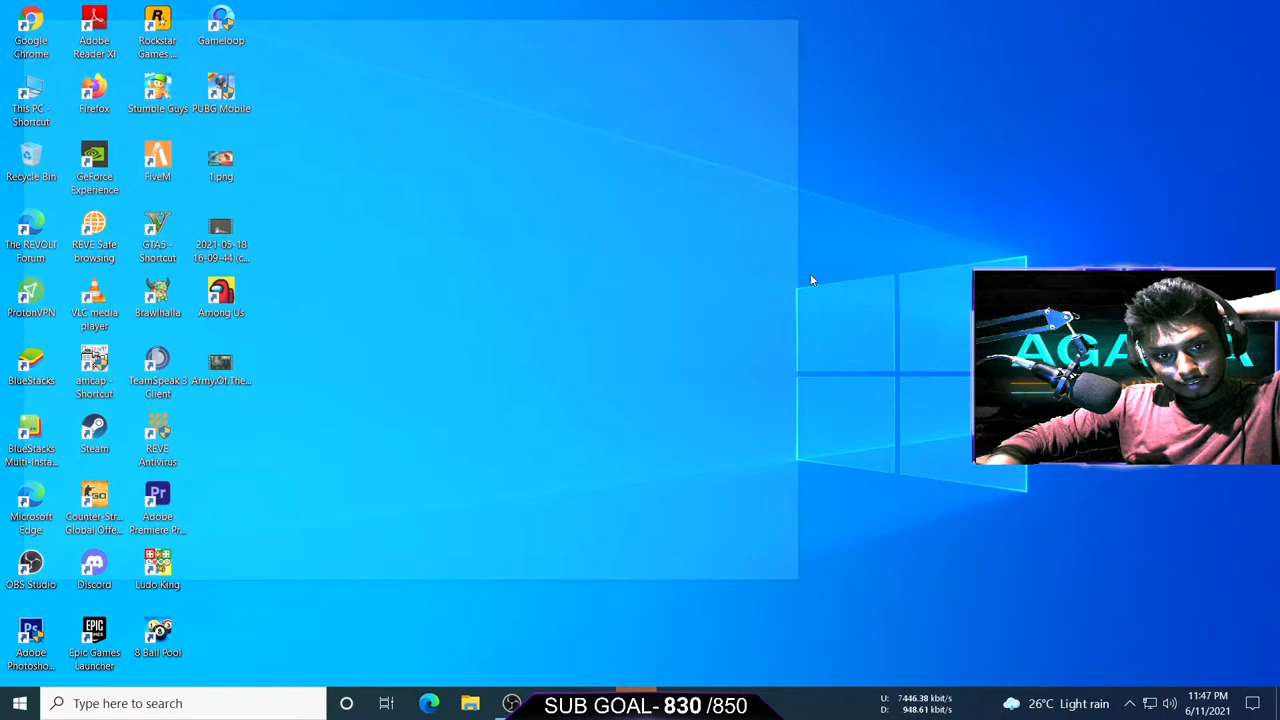 Google
Chrome
Adobe
Reader XI
Rockstar
Games ...
Gameloop
This PC -
Shortcut
Firefox
Stumble Guys
PUBG Mobile
Recycle Bin
GeForce
Experience
FiveM
1.png
The REVOLT
Forum
REVE Safe
browsing
GTA5 -
Shortcut
2021-05-18
16-09-44 (c...
ProtonVPN
VLC media
player
Brawlhalla
Among Us
BlueStacks
amcap -
Shortcut
TeamSpeak 3
Client
Army.Of.The...
BlueStacks
Multi-Insta...
Steam
REVE
Antivirus
Microsoft
Edge
Counter-Str...
Global Offe...
Adobe
Premiere Pr...
OBS Studio
Discord
Ludo King
Adobe
Photosho...
Epic Games
Launcher
8 Ball Pool
Type here to search
SUB GOAL- 830 /850
U: 7446.38 kbit/s
D: 948.61 kbit/s
26°C Light rain
11:47 PM
6/11/2021